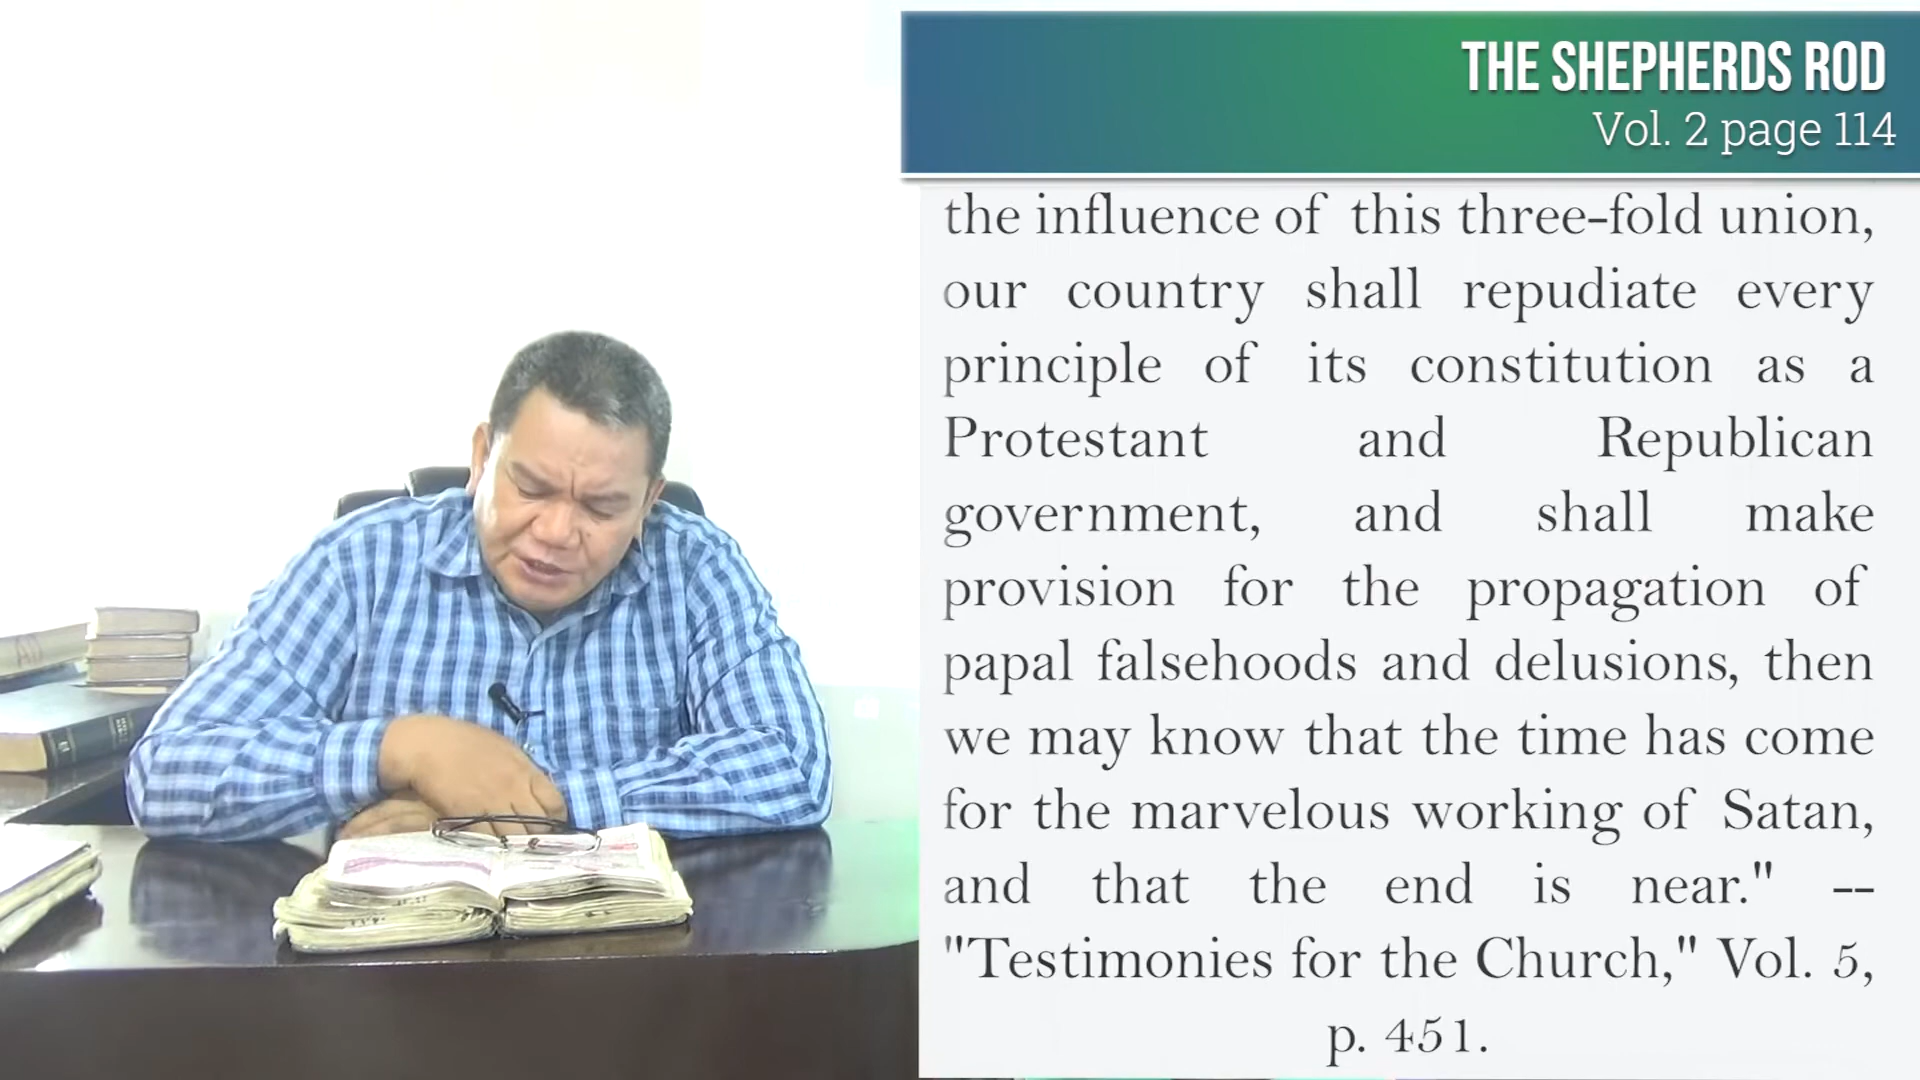 THE SHEPHERDS ROD
Vol. 2 page 114
the influence of this three-fold union,
our country shall repudiate every
principle of its constitution as a
Protestant and Republican
government, and shall make
provision for the propagation of
papal falsehoods and delusions, then
we may know that the time has come
for the marvelous working of Satan,
and that the end is near." --
"Testimonies for the Church," Vol. 5,
p. 451.